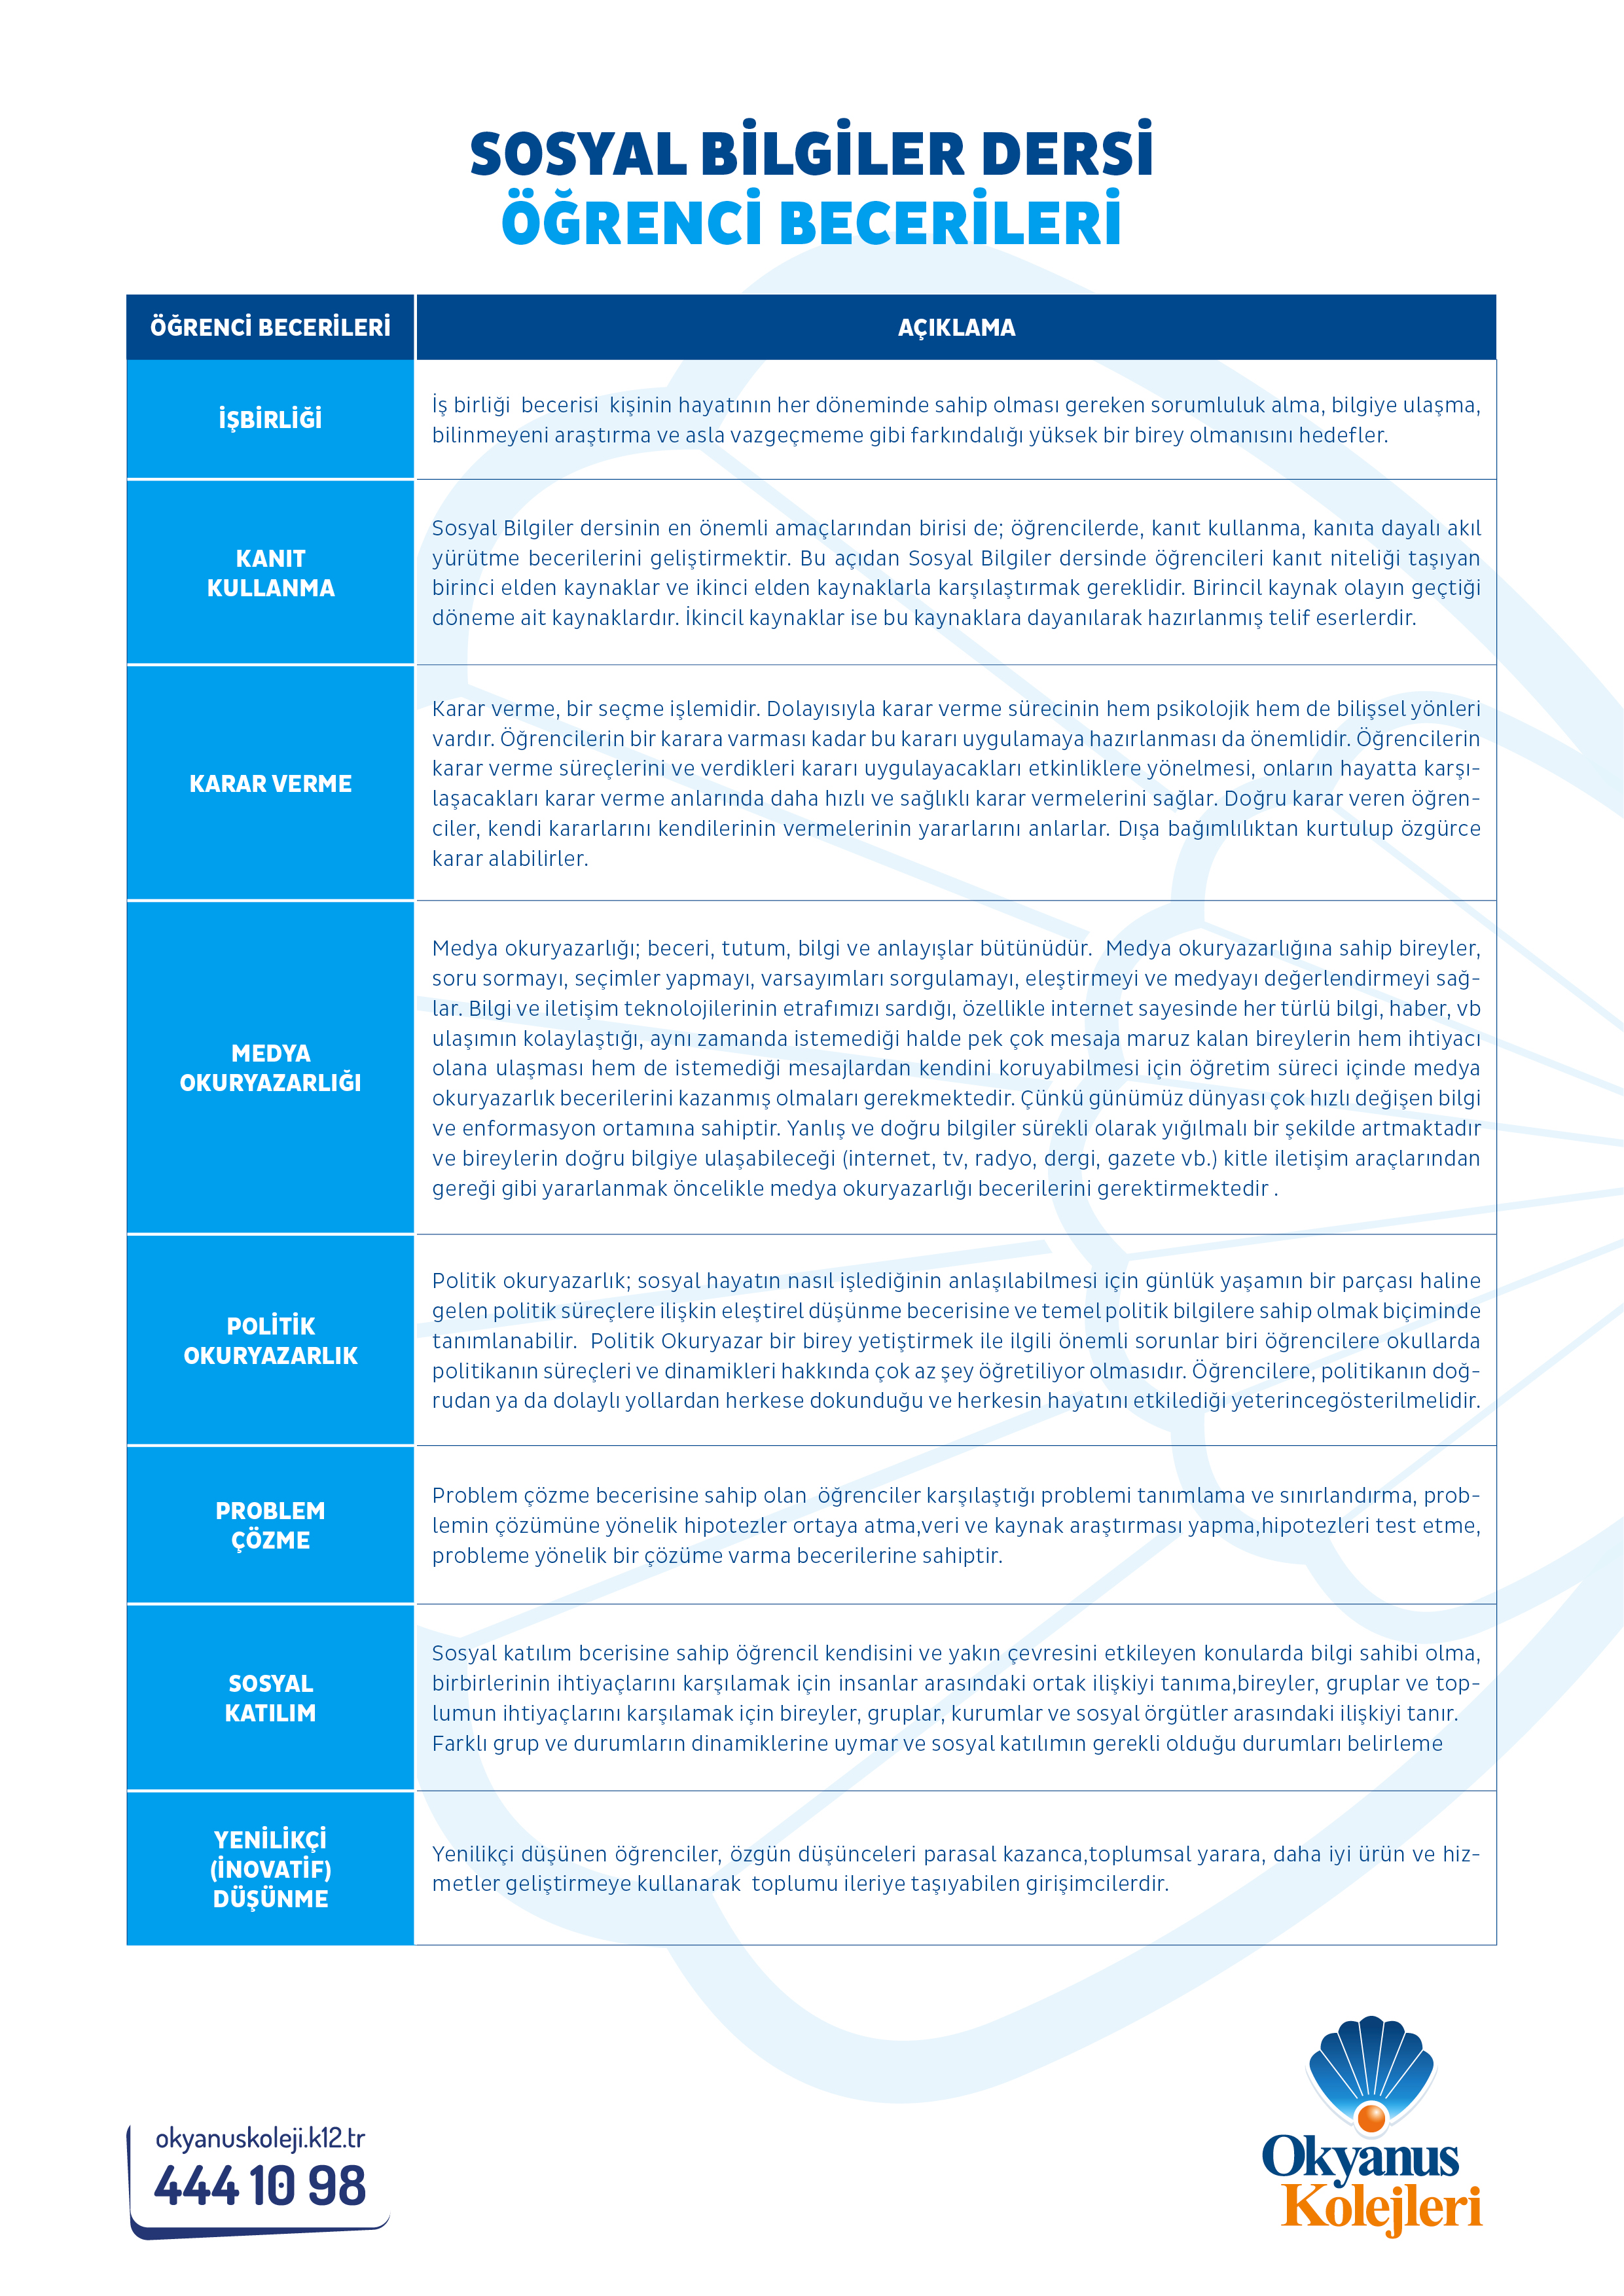 SOSYAL BİLGİLER DERSİ
ÖĞRENCİ BECERİLERİ
ÖĞRENCİ BECERİLERİ
AÇIKLAMA
İŞBİRLİĞİ
İş birliği becerisi kişinin hayatının her döneminde sahip olması gereken sorumluluk alma, bilgiye ulaşma,
bilinmeyeni araştırma ve asla vazgeçmeme gibi farkındalığı yüksek bir birey olmanısını hedefler.
KANIT
KULLANMA
Sosyal Bilgiler dersinin en önemli amaçlarından birisi de; öğrencilerde, kanıt kullanma, kanıta dayalı akıl
yürütme becerilerini geliştirmektir. Bu açıdan Sosyal Bilgiler dersinde öğrencileri kanıt niteliği taşıyan
birinci elden kaynaklar ve ikinci elden kaynaklarla karşılaştırmak gereklidir. Birincil kaynak olayın geçtiği
döneme ait kaynaklardır. İkincil kaynaklar ise bu kaynaklara dayanılarak hazırlanmış telif eserlerdir.
KARAR VERME
Karar verme, bir seçme işlemidir. Dolayısıyla karar verme sürecinin hem psikolojik hem de bilişsel yönleri
vardır. Öğrencilerin bir karara varması kadar bu kararı uygulamaya hazırlanması da önemlidir. Öğrencilerin
karar verme süreçlerini ve verdikleri kararı uygulayacakları etkinliklere yönelmesi, onların hayatta karşı-
laşacakları karar verme anlarında daha hızlı ve sağlıklı karar vermelerini sağlar. Doğru karar veren öğren-
ciler, kendi kararlarını kendilerinin vermelerinin yararlarını anlarlar. Dışa bağımlılıktan kurtulup özgürce
karar alabilirler.
MEDYA
OKURYAZARLIĞI
Medya okuryazarlığı; beceri, tutum, bilgi ve anlayışlar bütünüdür. Medya okuryazarlığına sahip bireyler,
soru sormayı, seçimler yapmayı, varsayımları sorgulamayı, eleştirmeyi ve medyayı değerlendirmeyi sağ-
lar. Bilgi ve iletişim teknolojilerinin etrafımızı sardığı, özellikle internet sayesinde her türlü bilgi, haber, vb
ulaşımın kolaylaştığı, aynı zamanda istemediği halde pek çok mesaja maruz kalan bireylerin hem ihtiyacı
olana ulaşması hem de istemediği mesajlardan kendini koruyabilmesi için öğretim süreci içinde medya
okuryazarlık becerilerini kazanmış olmaları gerekmektedir. Çünkü günümüz dünyası çok hızlı değişen bilgi
ve enformasyon ortamına sahiptir. Yanlış ve doğru bilgiler sürekli olarak yığılmalı bir şekilde artmaktadır
ve bireylerin doğru bilgiye ulaşabileceği (internet, tv, radyo, dergi, gazete vb.) kitle iletişim araçlarından
gereği gibi yararlanmak öncelikle medya okuryazarlığı becerilerini gerektirmektedir .
POLİTİK
OKURYAZARLIK
Politik okuryazarlık; sosyal hayatın nasıl işlediğinin anlaşılabilmesi için günlük yaşamın bir parçası haline
gelen politik süreçlere ilişkin eleştirel düşünme becerisine ve temel politik bilgilere sahip olmak biçiminde
tanımlanabilir. Politik Okuryazar bir birey yetiştirmek ile ilgili önemli sorunlar biri öğrencilere okullarda
politikanın süreçleri ve dinamikleri hakkında çok az şey öğretiliyor olmasıdır. Öğrencilere, politikanın doğ-
rudan ya da dolaylı yollardan herkese dokunduğu ve herkesin hayatını etkilediği yeterincegösterilmelidir.
PROBLEM
ÇÖZME
Problem çözme becerisine sahip olan öğrenciler karşılaştığı problemi tanımlama ve sınırlandırma, prob-
lemin çözümüne yönelik hipotezler ortaya atma,veri ve kaynak araştırması yapma,hipotezleri test etme,
probleme yönelik bir çözüme varma becerilerine sahiptir.
SOSYAL
KATILIM
Sosyal katılım bcerisine sahip öğrencil kendisini ve yakın çevresini etkileyen konularda bilgi sahibi olma,
birbirlerinin ihtiyaçlarını karşılamak için insanlar arasındaki ortak ilişkiyi tanıma,bireyler, gruplar ve top-
lumun ihtiyaçlarını karşılamak için bireyler, gruplar, kurumlar ve sosyal örgütler arasındaki ilişkiyi tanır.
Farklı grup ve durumların dinamiklerine uymar ve sosyal katılımın gerekli olduğu durumları belirleme
YENİLİKÇİ
(İNOVATİF)
DÜŞÜNME
Yenilikçi düşünen öğrenciler, özgün düşünceleri parasal kazanca,toplumsal yarara, daha iyi ürün ve hiz-
metler geliştirmeye kullanarak toplumu ileriye taşıyabilen girişimcilerdir.
okyanuskoleji.k12.tr
444 10 98
Okyanus
Kolejleri